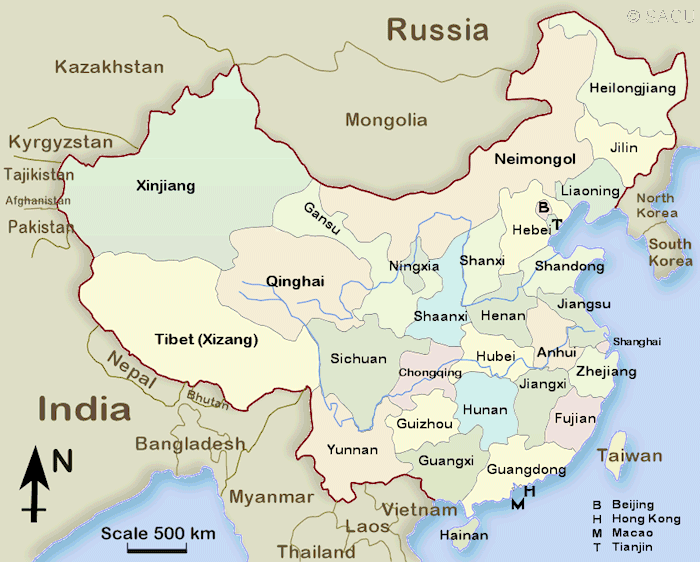 © SACU
Russia
Kazakhstan
Heilongjiang
Mongolia
Kyrgyzstan
Jilin
Neimongol
Tajikistan
Xinjiang
Liaoning
Afghanistan
North
Korea
Gansu
B
Pakistan
T
Hebei
South
Korea
Shanxi
Ningxia
Shandong
Qinghai
Jiangsu
Shaanxi
Henan
Tibet (Xizang)
Shanghai
Sichuan
Hubei
Anhui
Nepal
Chongqing
Zhejiang
Jiangxi
Bhutan
India
Hunan
Fujian
Guizhou
Bangladesh
Yunnan
Taiwan
N
Guangxi
Guangdong
H
M
Myanmar
Vietnam
B Beijing
H Hong Kong
M Macao
T Tianjin
Laos
Scale 500 km
Hainan
Thailand